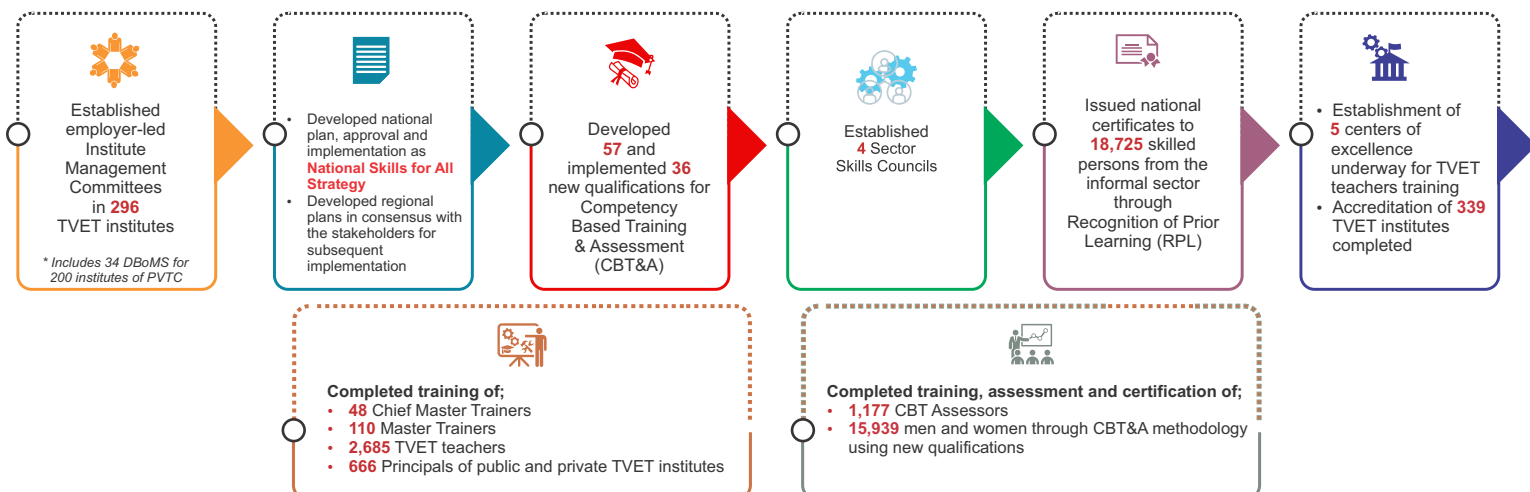 Established
employer-led
Institute
Management
Committees
in 296
TVET institutes
* Includes 34 DBoMS for
200 institutes of PVTC
• Developed national
plan, approval and
implementation as
National Skills for All
Strategy
• Developed regional
plans in consensus with
the stakeholders for
subsequent
implementation
Developed
57 and
implemented 36
new qualifications for
Competency
Based Training
& Assessment
(CBT&A)
Established
4 Sector
Skills Councils
Issued national
certificates to
18,725 skilled
persons from the
informal sector
through
Recognition of Prior
Learning (RPL)
• Establishment of
5 centers of
excellence
underway for TVET
teachers training
• Accreditation of 339
TVET institutes
completed
Completed training of;
• 48 Chief Master Trainers
• 110 Master Trainers
• 2,685 TVET teachers
• 666 Principals of public and private TVET institutes
Completed training, assessment and certification of;
• 1,177 CBT Assessors
• 15,939 men and women through CBT&A methodology
using new qualifications